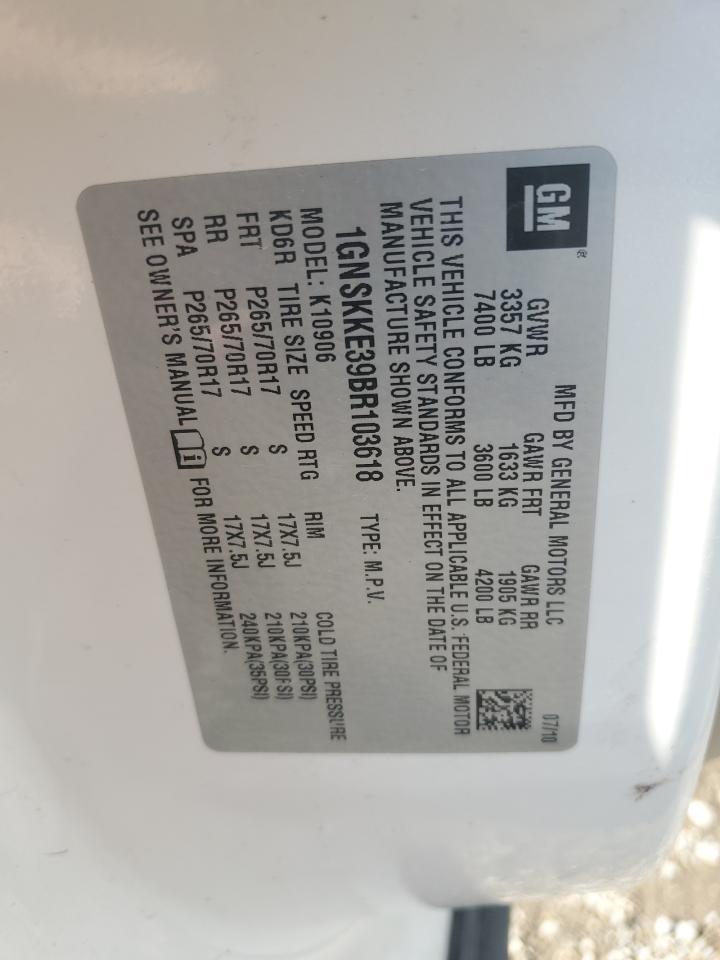 GM®
MFD BY GENERAL MOTORS LLC 07/10
GVWR GAWR FRT GAWR RR
3357 KG 1633 KG 1905 KG
7400 LB 3600 LB 4200 LB
THIS VEHICLE CONFORMS TO ALL APPLICABLE U.S. FEDERAL MOTOR
VEHICLE SAFETY STANDARDS IN EFFECT ON THE DATE OF
MANUFACTURE SHOWN ABOVE.
1GNSKKE39BR103618 TYPE: M.P.V.
MODEL: K10906
KD6R TIRE SIZE SPEED RTG RIM COLD TIRE PRESSURE
FRT P265/70R17 S 17X7.5J 210KPA(30PSI)
RR P265/70R17 S 17X7.5J 210KPA(30PSI)
SPA P265/70R17 S 17X7.5J 240KPA(35PSI)
SEE OWNER'S MANUAL FOR MORE INFORMATION.